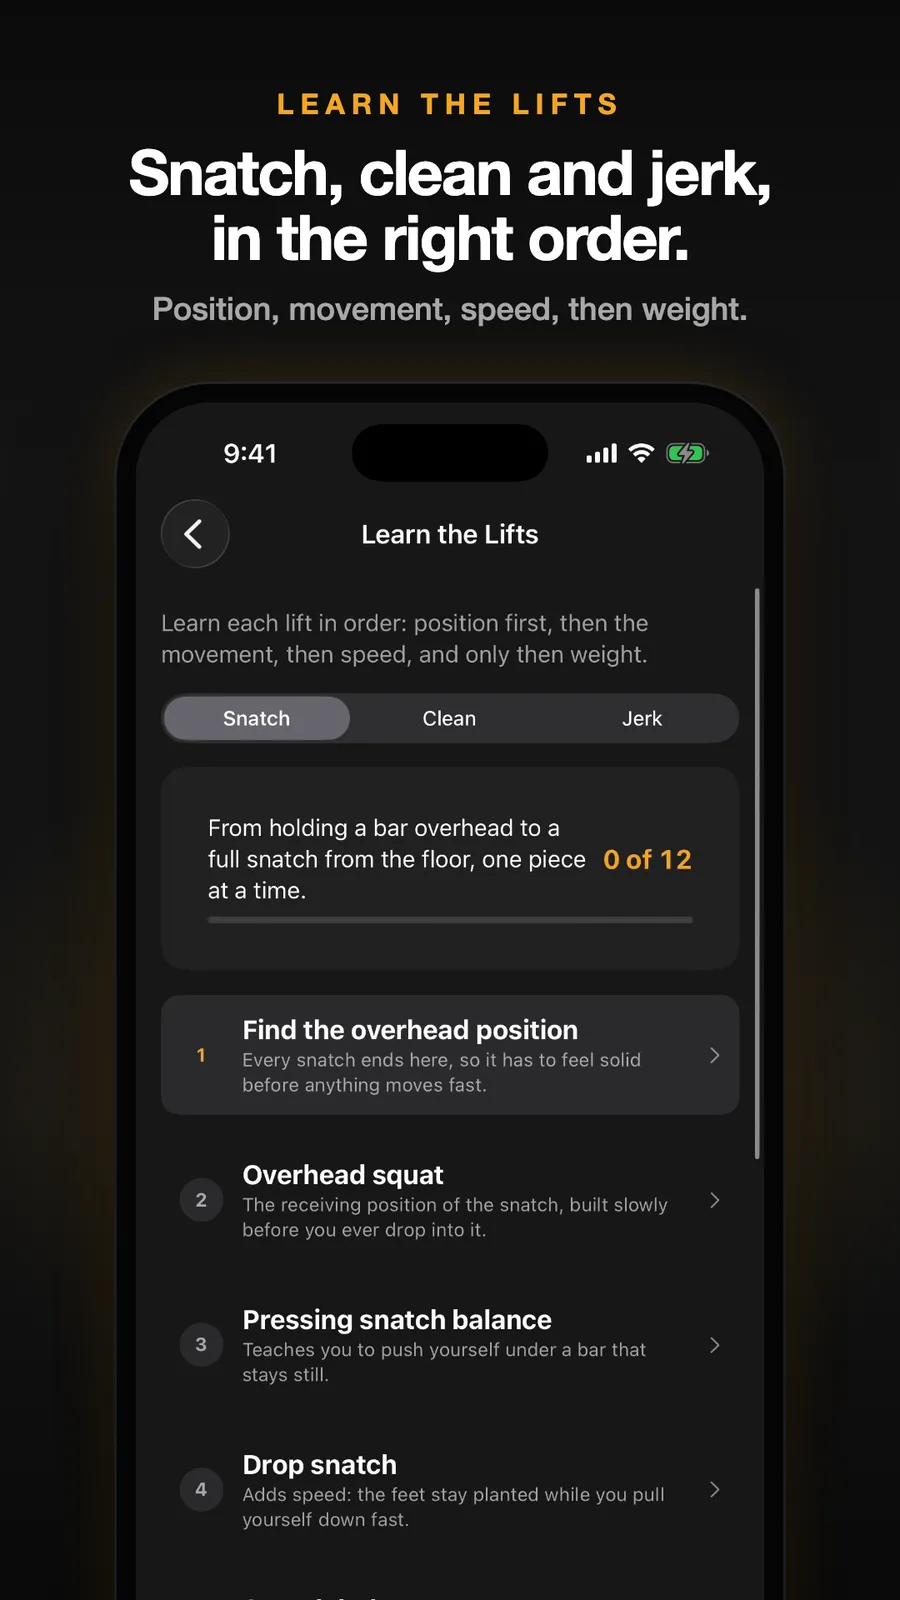 LEARN THE LIFTS
Snatch, clean and jerk,
in the right order.
Position, movement, speed, then weight.
9:41
Learn the Lifts
Learn each lift in order: position first, then the
movement, then speed, and only then weight.
Snatch
Clean
Jerk
From holding a bar overhead to a
full snatch from the floor, one piece
at a time.
0 of 12
1
Find the overhead position
Every snatch ends here, so it has to feel solid
before anything moves fast.
2
Overhead squat
The receiving position of the snatch, built slowly
before you ever drop into it.
3
Pressing snatch balance
Teaches you to push yourself under a bar that
stays still.
4
Drop snatch
Adds speed: the feet stay planted while you pull
yourself down fast.